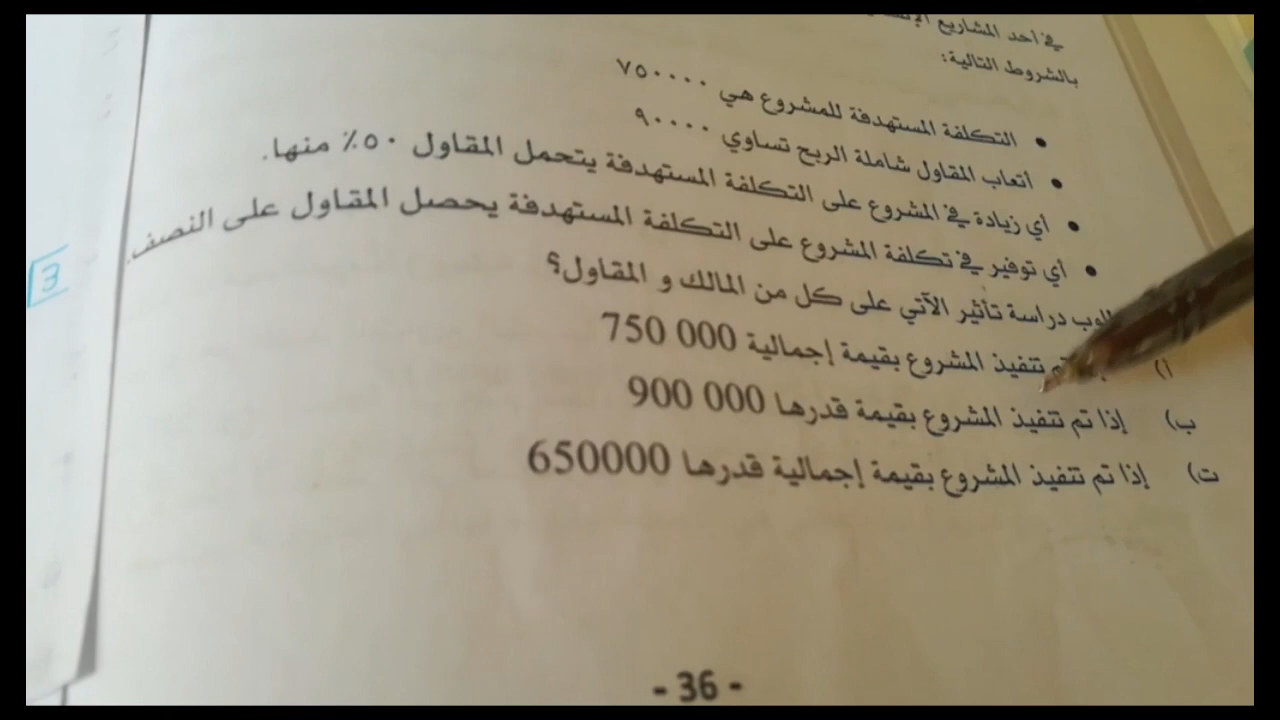 في أحد المشاريع
بالشروط التالية:
• التكلفة المستهدفة للمشروع هي ٧٥٠٠٠٠
• أتعاب المقاول شاملة الربح تساوي ٩٠٠٠٠
• أي زيادة في المشروع على التكلفة المستهدفة يتحمل المقاول ٥٠٪ منها.
• أي توفير في تكلفة المشروع على التكلفة المستهدفة يحصل المقاول على النصف.
دراسة تأثير الآتي على كل من المالك و المقاول؟
أ) تم تنفيذ المشروع بقيمة إجمالية 750 000
ب) إذا تم تنفيذ المشروع بقيمة قدرها 900 000
ت) إذا تم تنفيذ المشروع بقيمة إجمالية قدرها 650000
3
- 36 -